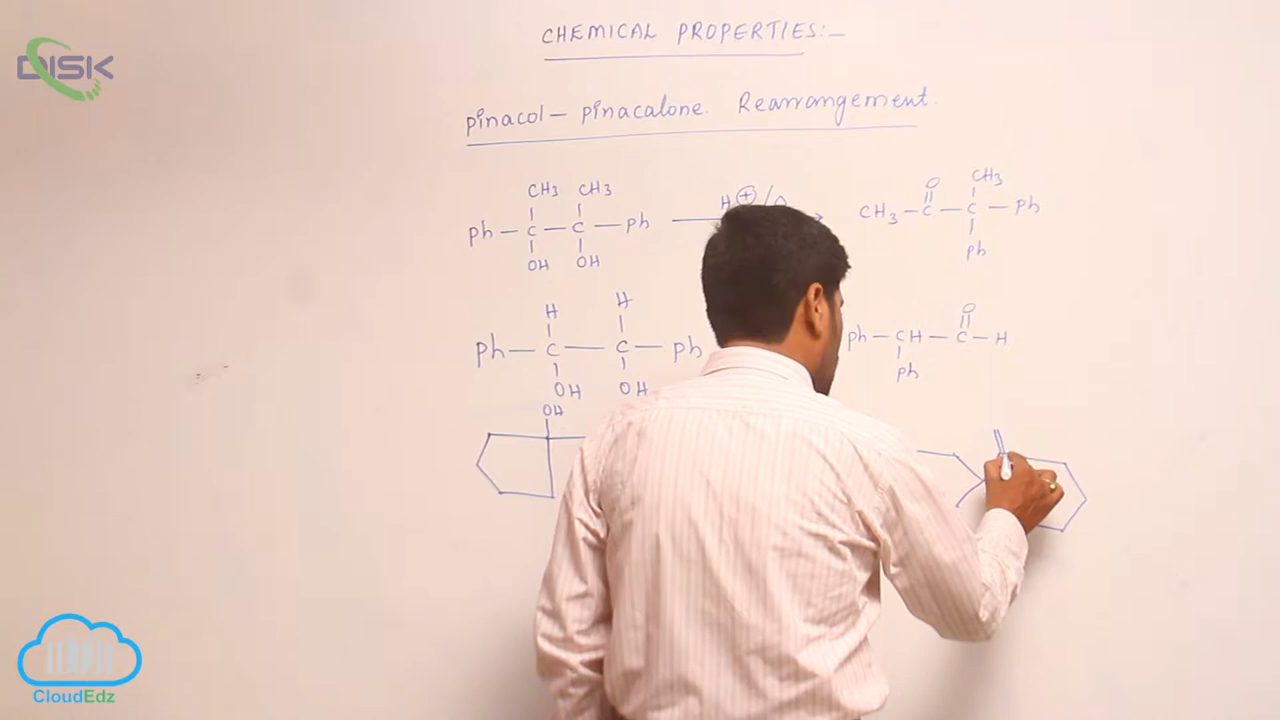 DISK
CHEMICAL PROPERTIES:-
pinacol - pinacalone. Rearrangement.
CH3 CH3
Ph - C - C - Ph
OH OH
H⊕/
O CH3
CH3 - C - C - Ph
Ph
H H
Ph - C - C - Ph
OH OH
O
Ph - CH - C - H
Ph
OH
CloudEdz